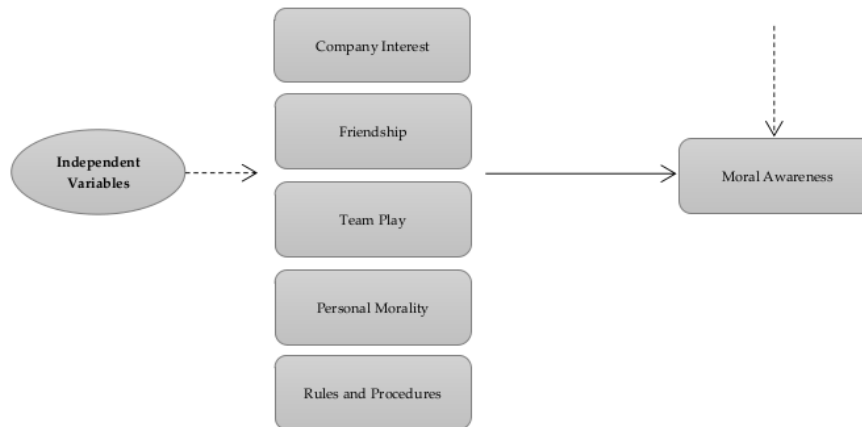 Company Interest
Friendship
Independent
Variables
Moral Awareness
Team Play
Personal Morality
Rules and Procedures